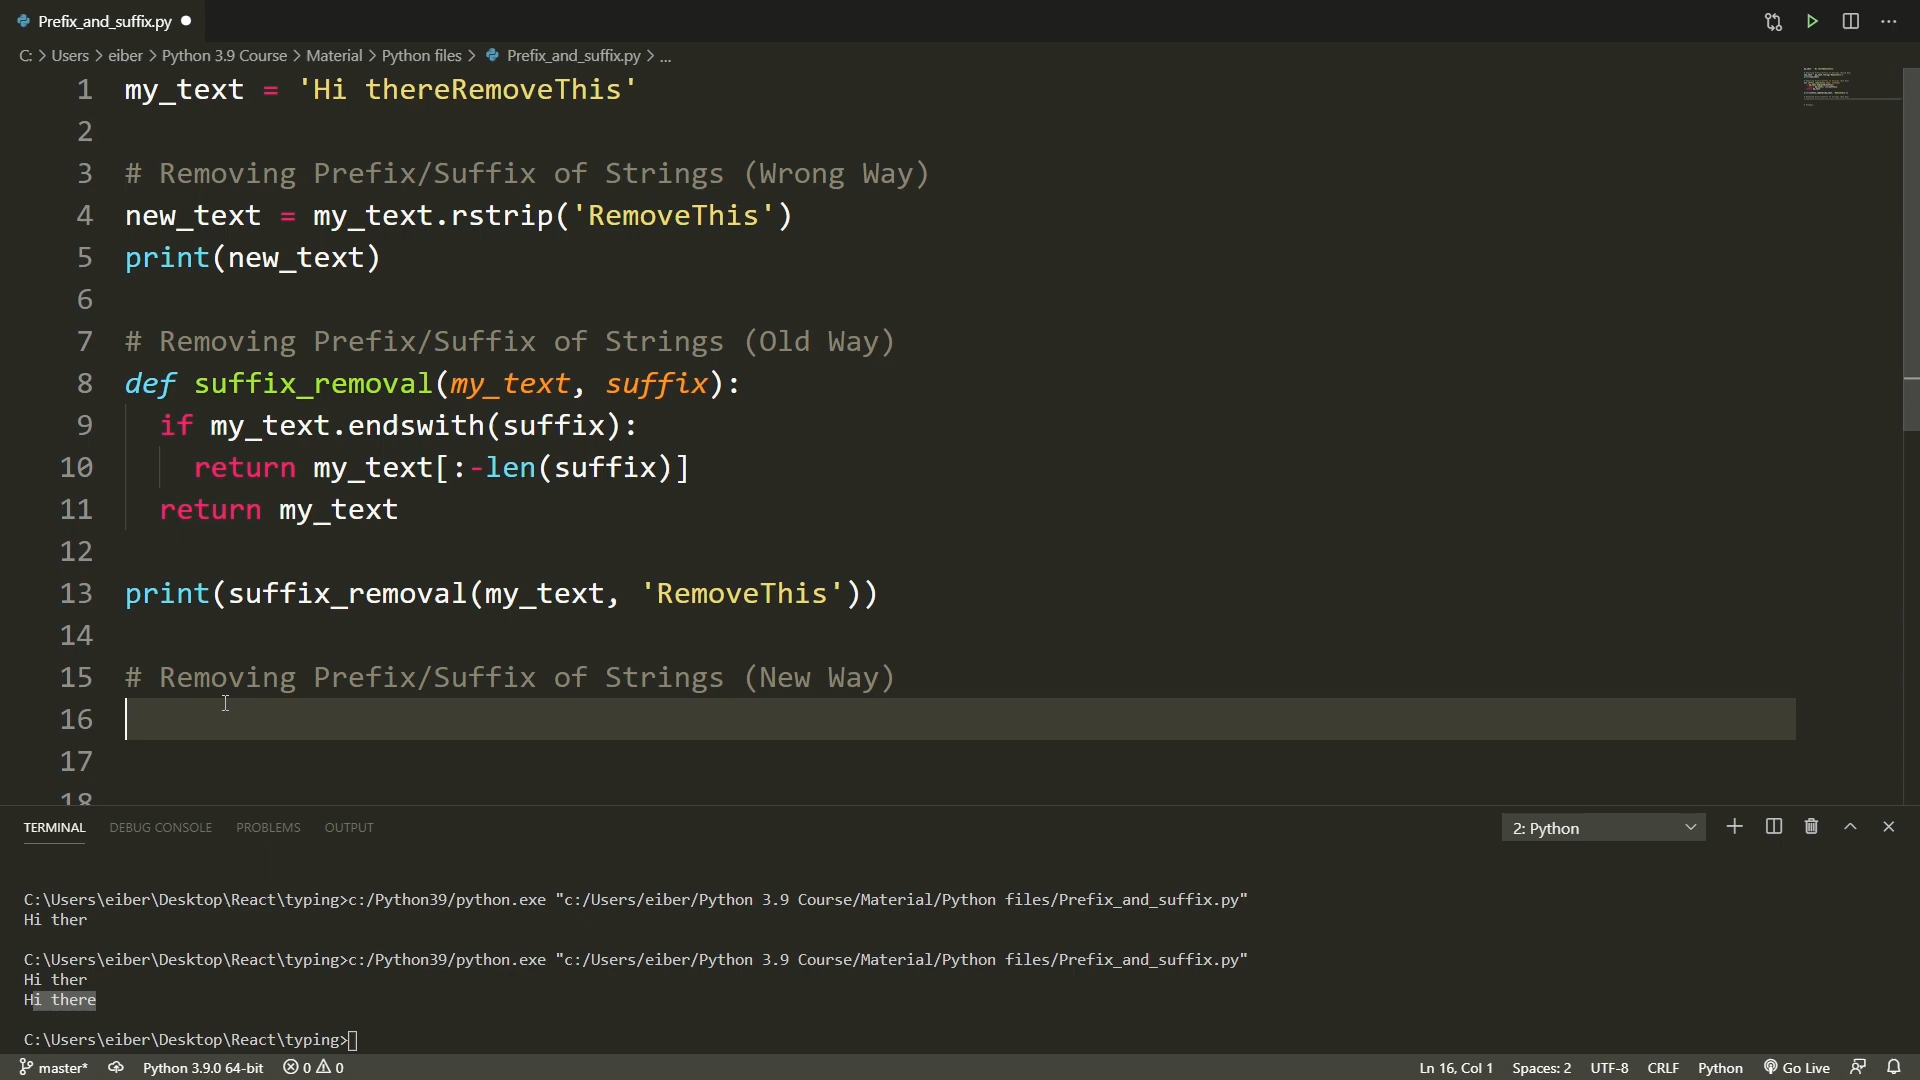 Prefix_and_suffix.py
C: > Users > eiber > Python 3.9 Course > Material > Python files > Prefix_and_suffix.py > ...
1 my_text = 'Hi thereRemoveThis'
2
3 # Removing Prefix/Suffix of Strings (Wrong Way)
4 new_text = my_text.rstrip('RemoveThis')
5 print(new_text)
6
7 # Removing Prefix/Suffix of Strings (Old Way)
8 def suffix_removal(my_text, suffix):
9   if my_text.endswith(suffix):
10     return my_text[:-len(suffix)]
11   return my_text
12
13 print(suffix_removal(my_text, 'RemoveThis'))
14
15 # Removing Prefix/Suffix of Strings (New Way)
16
17
18
TERMINAL DEBUG CONSOLE PROBLEMS OUTPUT 2: Python
C:\Users\eiber\Desktop\React\typing>c:/Python39/python.exe "c:/Users/eiber/Python 3.9 Course/Material/Python files/Prefix_and_suffix.py"
Hi ther
C:\Users\eiber\Desktop\React\typing>c:/Python39/python.exe "c:/Users/eiber/Python 3.9 Course/Material/Python files/Prefix_and_suffix.py"
Hi ther
Hi there
C:\Users\eiber\Desktop\React\typing>
master* Python 3.9.0 64-bit 0 0 Ln 16, Col 1 Spaces: 2 UTF-8 CRLF Python Go Live